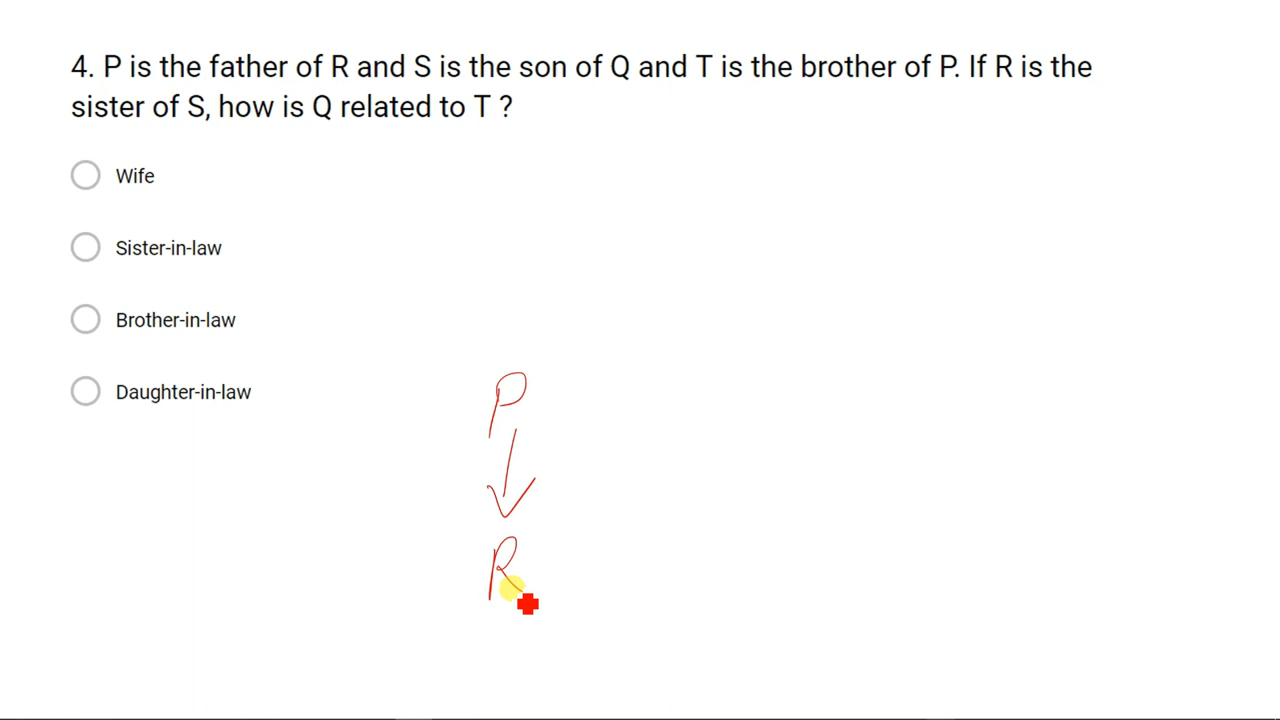 4. P is the father of R and S is the son of Q and T is the brother of P. If R is the
sister of S, how is Q related to T ?
Wife
Sister-in-law
Brother-in-law
Daughter-in-law
P
R